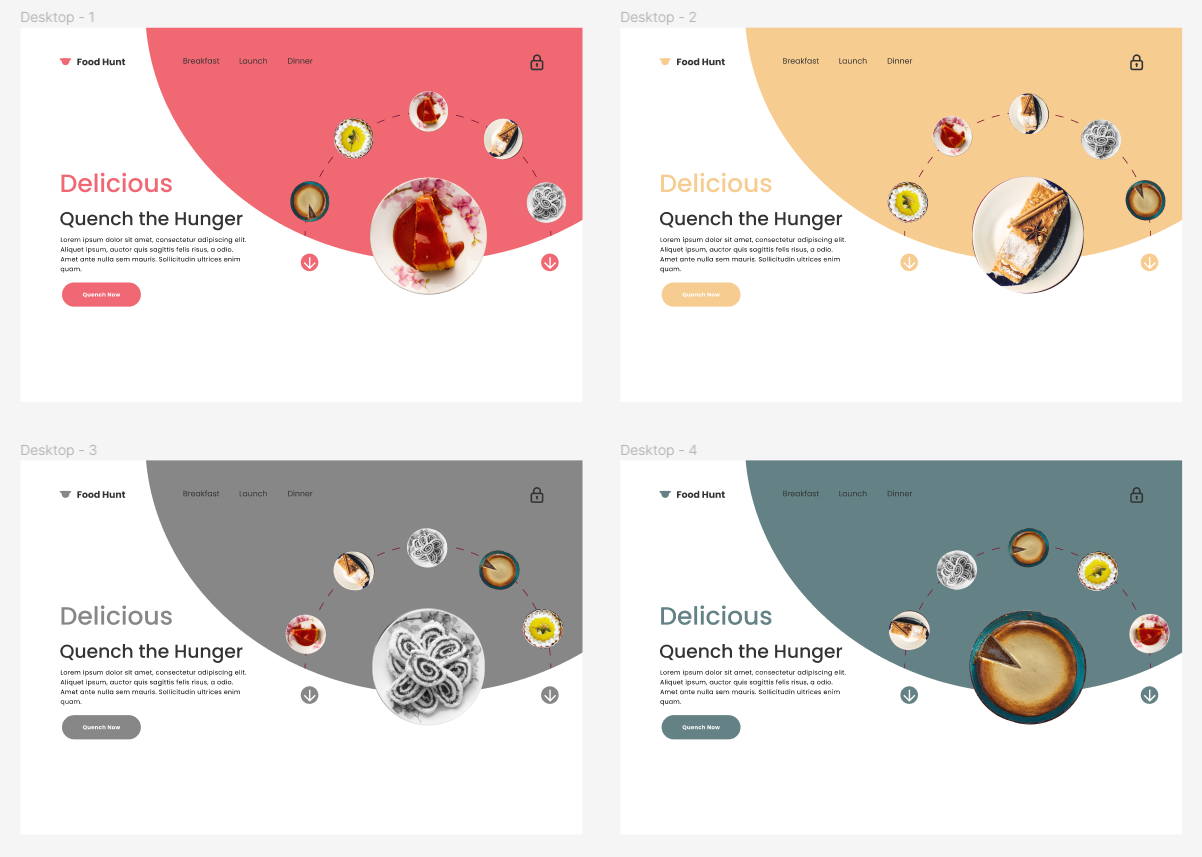 Desktop - 1
Food Hunt
Breakfast Launch Dinner
Delicious
Quench the Hunger
Lorem ipsum dolor sit amet, consectetur adipiscing elit.
Aliquet ipsum, auctor quis sagittis felis risus, a odio.
Amet ante nulla sem mauris. Sollicitudin ultrices enim
quam.
Quench Now
Desktop - 2
Food Hunt
Breakfast Launch Dinner
Delicious
Quench the Hunger
Lorem ipsum dolor sit amet, consectetur adipiscing elit.
Aliquet ipsum, auctor quis sagittis felis risus, a odio.
Amet ante nulla sem mauris. Sollicitudin ultrices enim
quam.
Quench Now
Desktop - 3
Food Hunt
Breakfast Launch Dinner
Delicious
Quench the Hunger
Lorem ipsum dolor sit amet, consectetur adipiscing elit.
Aliquet ipsum, auctor quis sagittis felis risus, a odio.
Amet ante nulla sem mauris. Sollicitudin ultrices enim
quam.
Quench Now
Desktop - 4
Food Hunt
Breakfast Launch Dinner
Delicious
Quench the Hunger
Lorem ipsum dolor sit amet, consectetur adipiscing elit.
Aliquet ipsum, auctor quis sagittis felis risus, a odio.
Amet ante nulla sem mauris. Sollicitudin ultrices enim
quam.
Quench Now